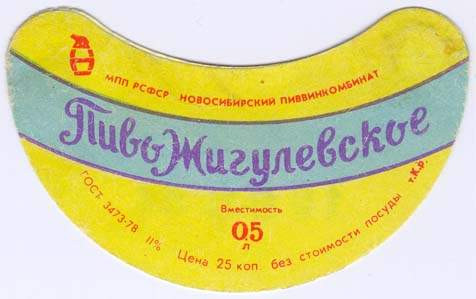 МПП РСФСР НОВОСИБИРСКИЙ ПИВВИНКОМБИНАТ
Пиво Жигулевское
Вместимость
0,5
л
ГОСТ. 3473-78 11% Цена 25 коп без стоимости посуды т.К.р.